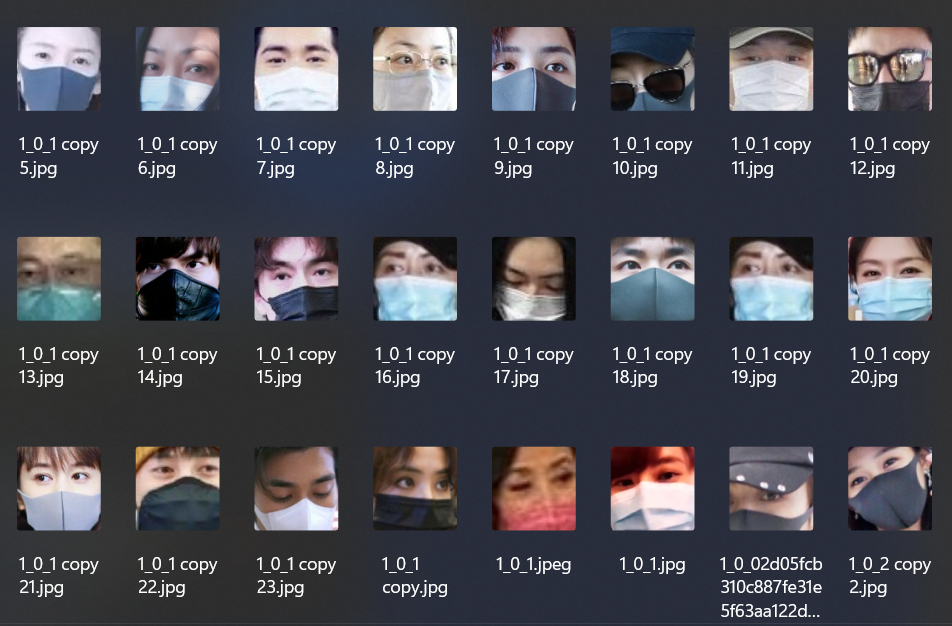 1_0_1 copy 1_0_1 copy 1_0_1 copy 1_0_1 copy 1_0_1 copy 1_0_1 copy 1_0_1 copy 1_0_1 copy
5.jpg 6.jpg 7.jpg 8.jpg 9.jpg 10.jpg 11.jpg 12.jpg
1_0_1 copy 1_0_1 copy 1_0_1 copy 1_0_1 copy 1_0_1 copy 1_0_1 copy 1_0_1 copy 1_0_1 copy
13.jpg 14.jpg 15.jpg 16.jpg 17.jpg 18.jpg 19.jpg 20.jpg
1_0_1 copy 1_0_1 copy 1_0_1 copy 1_0_1 1_0_1.jpeg 1_0_1.jpg 1_0_02d05fcb 1_0_2 copy
21.jpg 22.jpg 23.jpg copy.jpg 310c887fe31e 2.jpg
5f63aa122d...